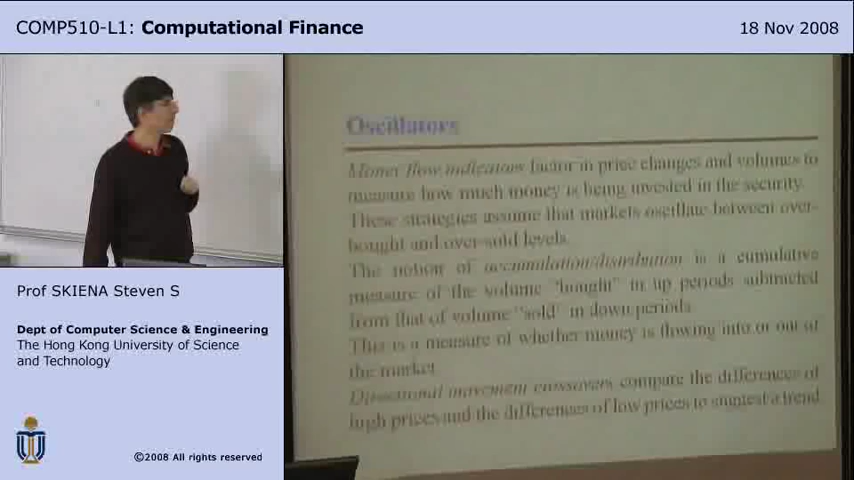 COMP510-L1: Computational Finance
18 Nov 2008
Oscillators
Money flow indicators factor in price changes and volumes to
measure how much money is being invested in the security.
These strategies assume that markets oscillate between over-
bought and over-sold levels.
The notion of accumulation/distribution is a cumulative
measure of the volume "bought" in up periods subtracted
from that of volume "sold" in down periods.
This is a measure of whether money is flowing into or out of
the market.
Directional movement crossovers compare the differences of
high prices and the differences of low prices to suggest a trend
Prof SKIENA Steven S
Dept of Computer Science & Engineering
The Hong Kong University of Science
and Technology
©2008 All rights reserved